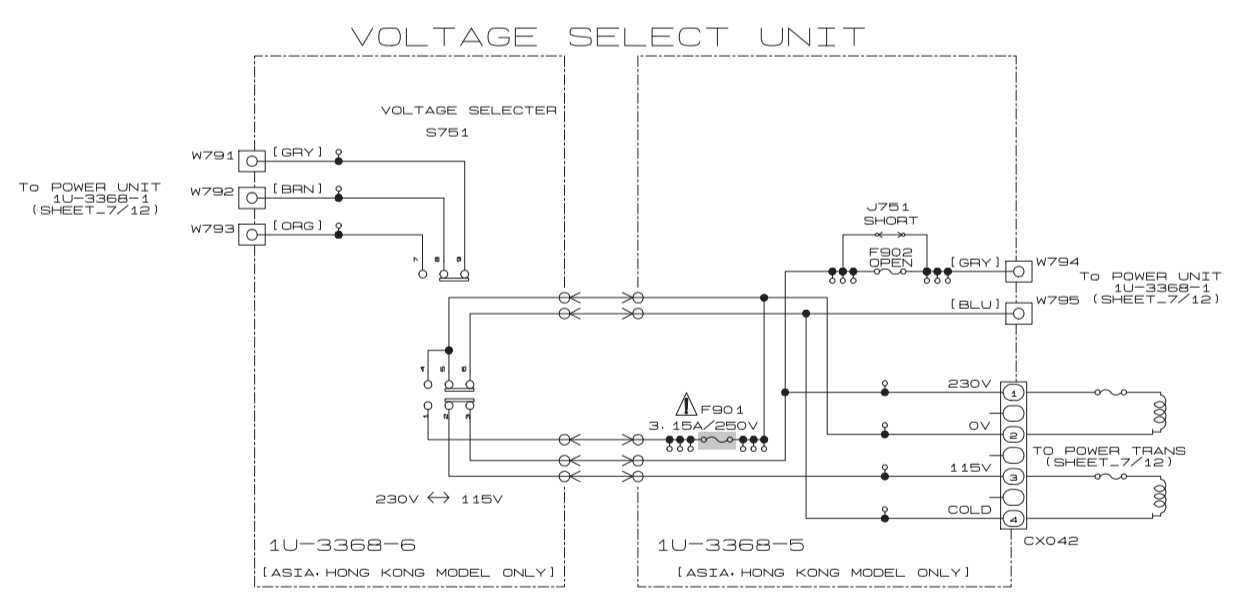 VOLTAGE SELECT UNIT
VOLTAGE SELECTER
S751
W791
[GRY]
W792
[BRN]
W793
[ORG]
To POWER UNIT
1U-3368-1
(SHEET_7/12)
7
8
9
J751
SHORT
F902
OPEN
[GRY]
W794
[BLU]
W795
To POWER UNIT
1U-3368-1
(SHEET_7/12)
4
5
6
1
2
3
F901
3.15A/250V
230V
1
0V
2
115V
3
COLD
4
TO POWER TRANS
(SHEET_7/12)
230V ↔ 115V
1U-3368-6
[ASIA, HONG KONG MODEL ONLY]
1U-3368-5
[ASIA, HONG KONG MODEL ONLY]
CX042